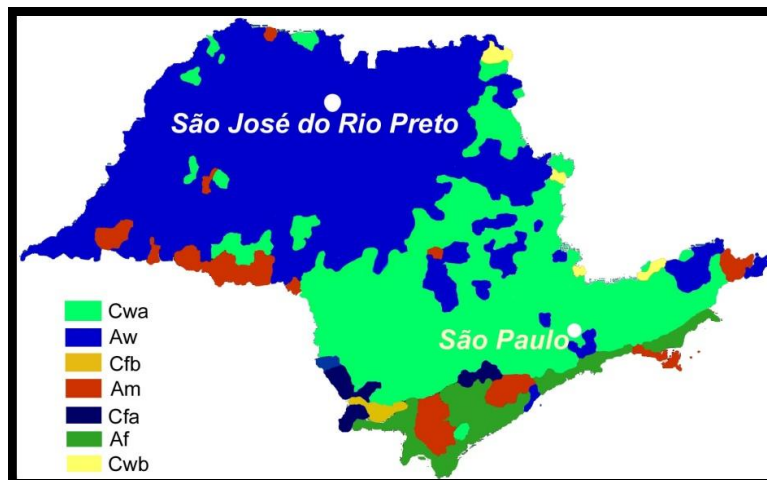 São José do Rio Preto
São Paulo
Cwa
Aw
Cfb
Am
Cfa
Af
Cwb